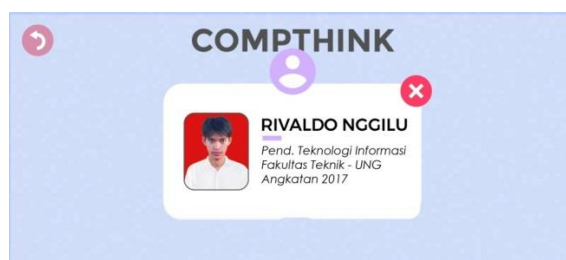 COMPTHINK
RIVALDO NGGILU
Pend. Teknologi Informasi
Fakultas Teknik - UNG
Angkatan 2017